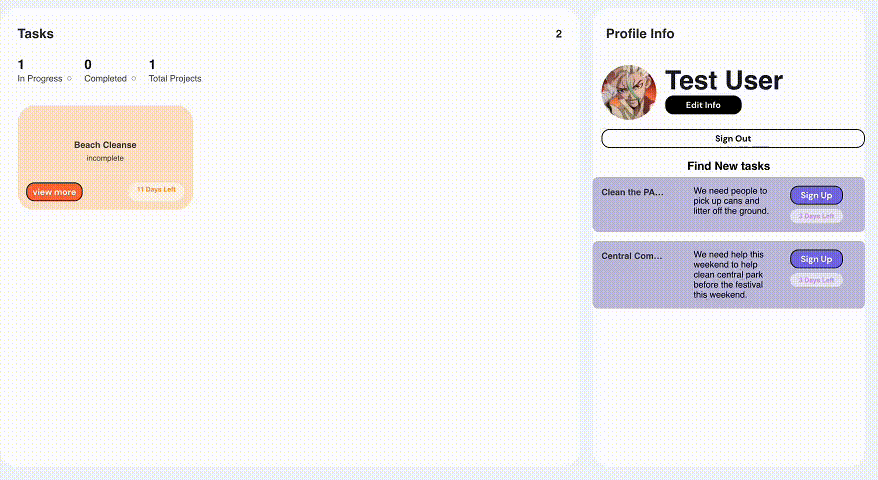 Tasks
2
1
In Progress
0
Completed
1
Total Projects
Beach Cleanse
incomplete
view more
11 Days Left
Profile Info
Test User
Edit Info
Sign Out
Find New tasks
Clean the PA...
We need people to
pick up cans and
litter off the ground.
Sign Up
3 Days Left
Central Com...
We need help this
weekend to help
clean central park
before the festival
this weekend.
Sign Up
3 Days Left